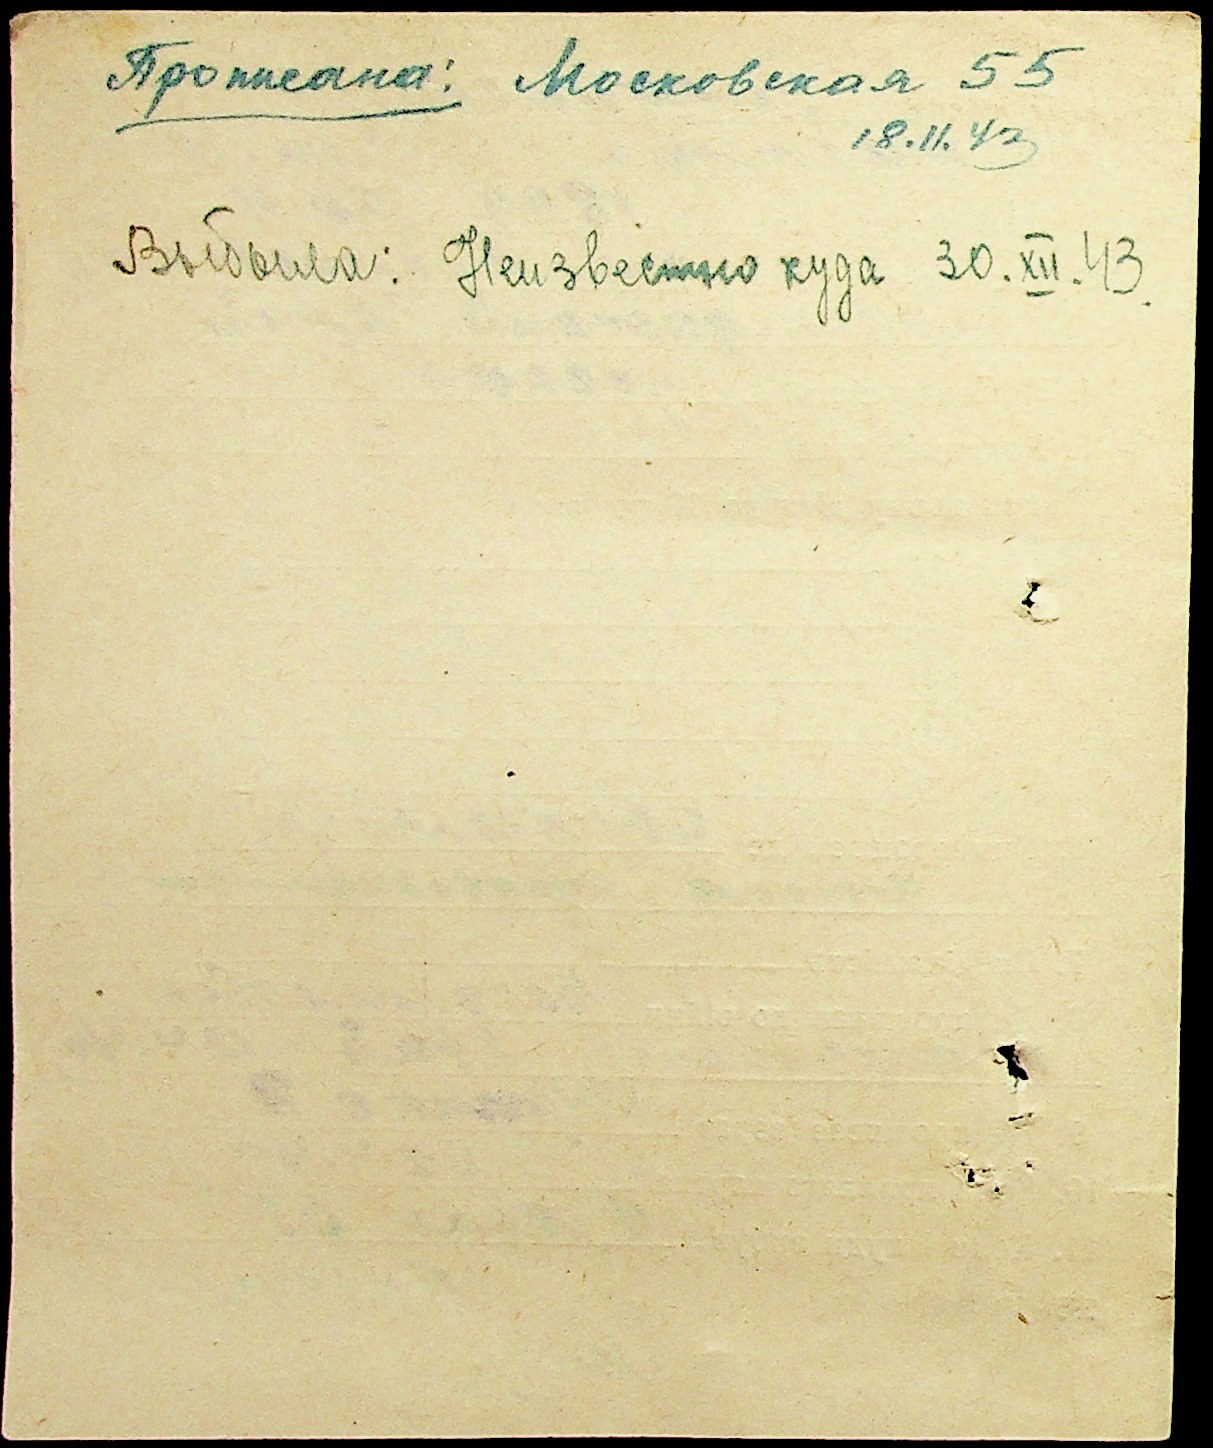 Прописана: Московская 55
18.11.43
Выбыла: Неизвестно куда 30.XII.43.